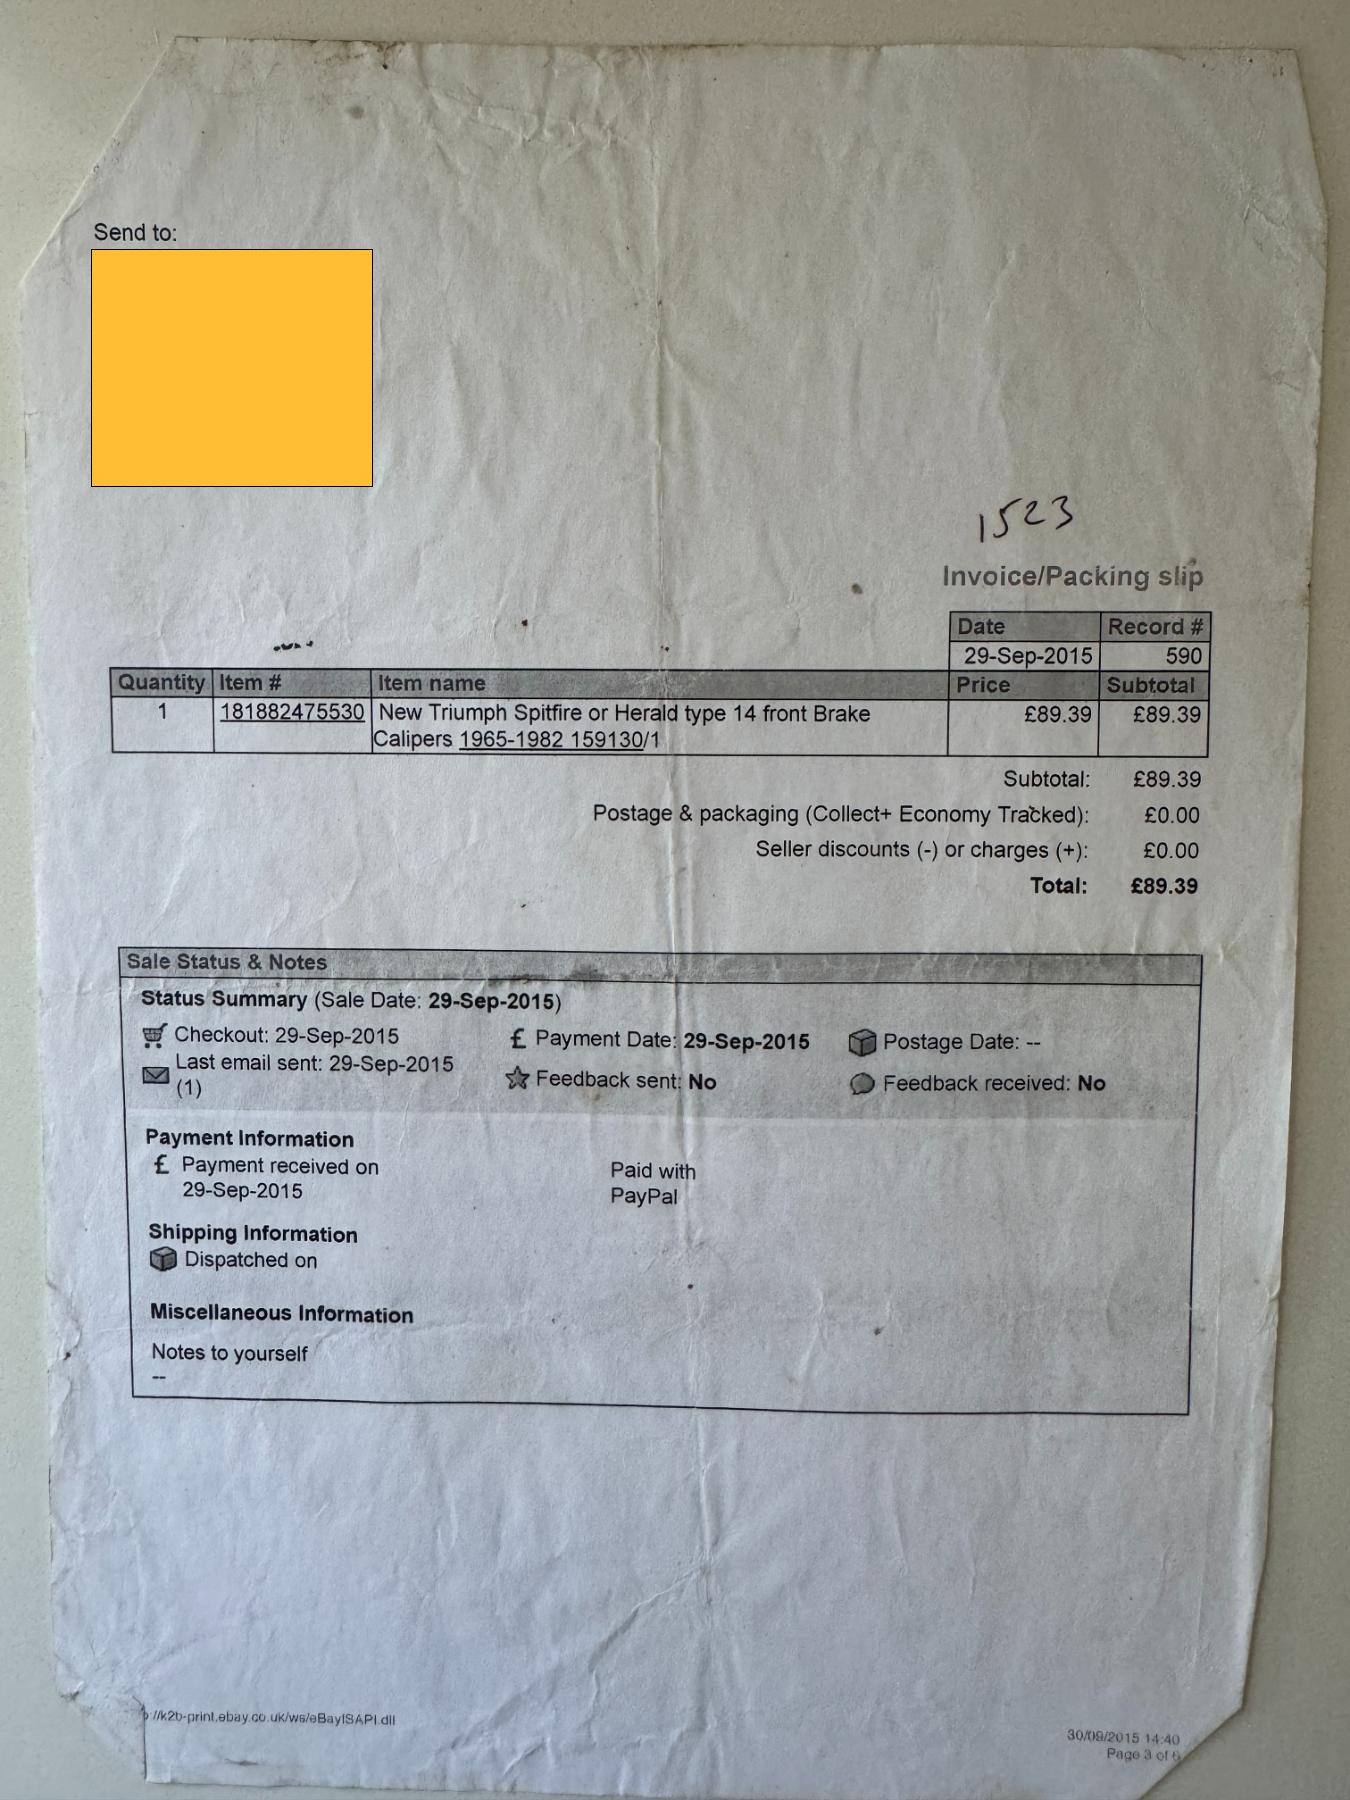 Send to:
1523
Invoice/Packing slip
Date Record #
29-Sep-2015 590
Quantity Item # Item name Price Subtotal
1 181882475530 New Triumph Spitfire or Herald type 14 front Brake £89.39 £89.39
Calipers 1965-1982 159130/1
Subtotal: £89.39
Postage & packaging (Collect+ Economy Tracked): £0.00
Seller discounts (-) or charges (+): £0.00
Total: £89.39
Sale Status & Notes
Status Summary (Sale Date: 29-Sep-2015)
Checkout: 29-Sep-2015 £ Payment Date: 29-Sep-2015 Postage Date: --
Last email sent: 29-Sep-2015
(1) Feedback sent: No Feedback received: No
Payment Information
£ Payment received on Paid with
29-Sep-2015 PayPal
Shipping Information
Dispatched on
Miscellaneous Information
Notes to yourself
--
://k2b-print.ebay.co.uk/ws/eBayISAPI.dll
30/09/2015 14:40
Page 3 of 6